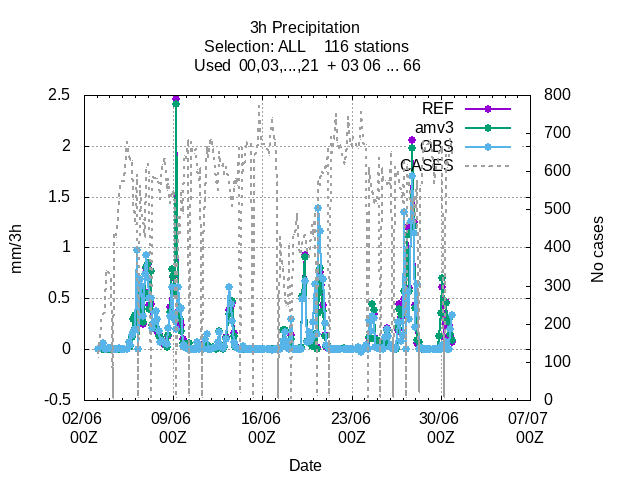 3h Precipitation
Selection: ALL    116 stations
Used  00,03,...,21  + 03 06 ... 66
REF
amv3
OBS
CASES
2.5
2
1.5
1
0.5
0
-0.5
mm/3h
800
700
600
500
400
300
200
100
0
No cases
02/06 09/06 16/06 23/06 30/06 07/07
00Z 00Z 00Z 00Z 00Z 00Z
Date